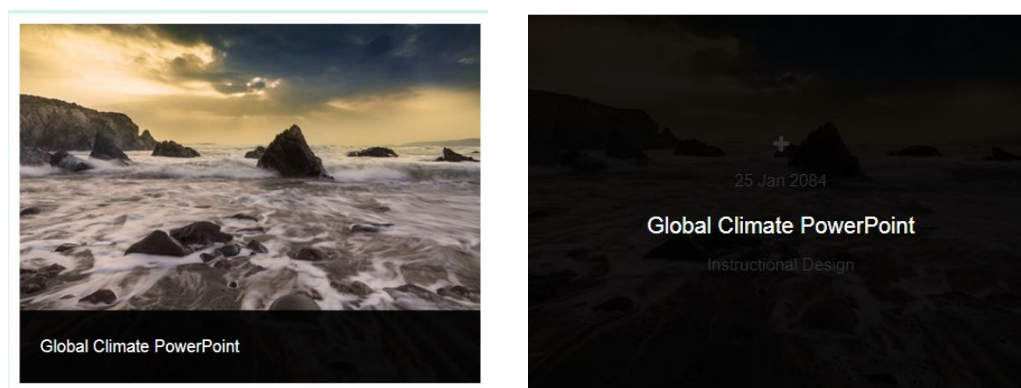 Global Climate PowerPoint
+
25 Jan 2084
Global Climate PowerPoint
Instructional Design